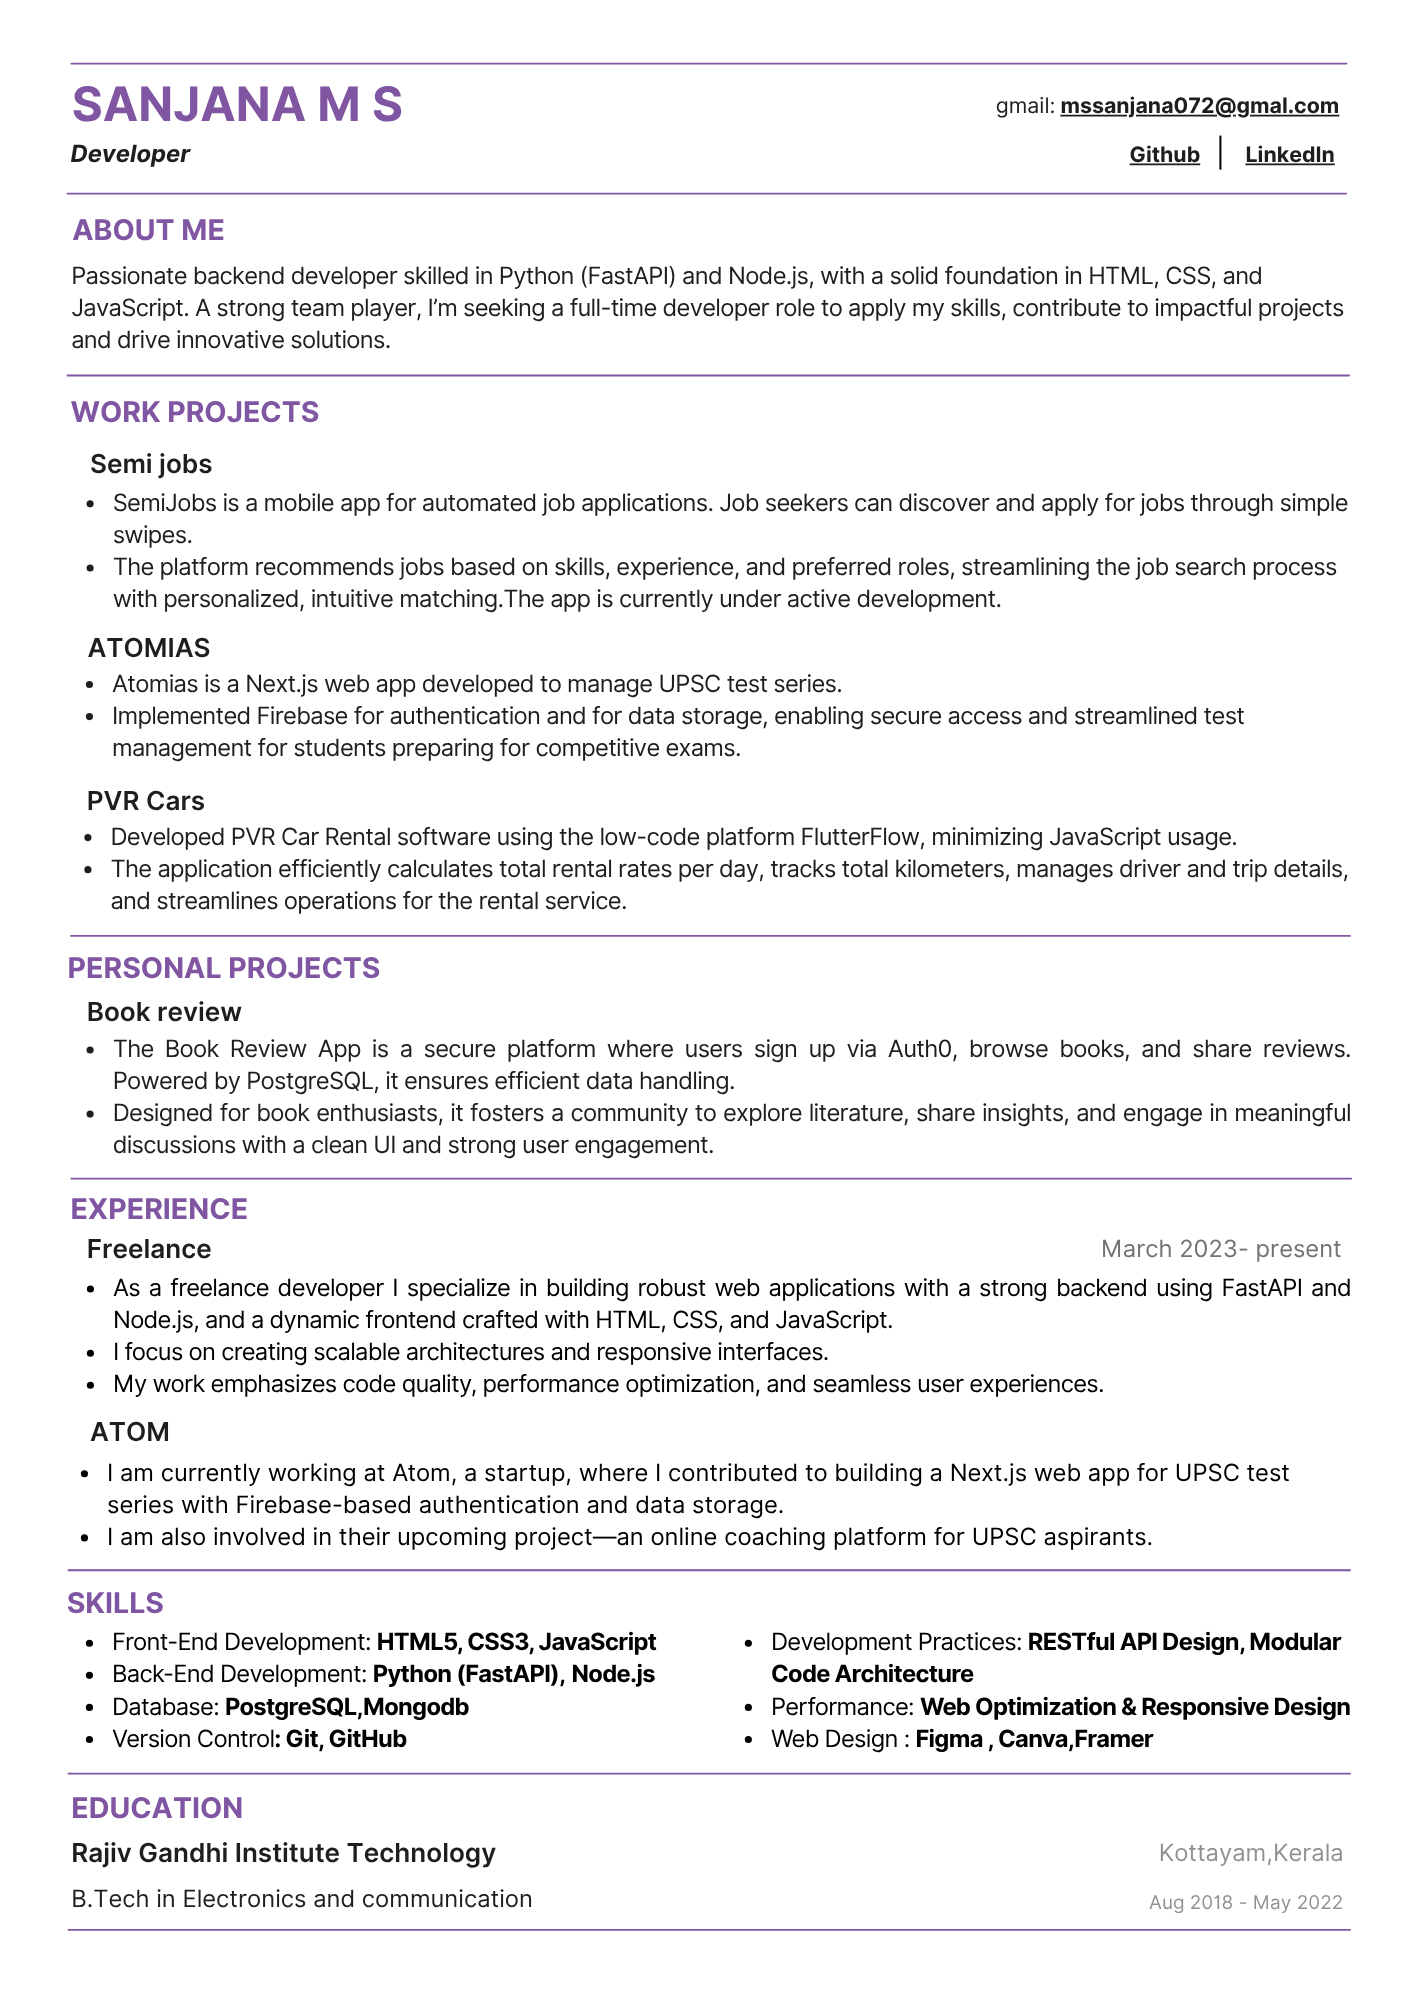 SANJANA M S
gmail: mssanjana072@gmal.com
Developer
Github | LinkedIn
ABOUT ME
Passionate backend developer skilled in Python (FastAPI) and Node.js, with a solid foundation in HTML, CSS, and
JavaScript. A strong team player, I’m seeking a full-time developer role to apply my skills, contribute to impactful projects
and drive innovative solutions.
WORK PROJECTS
Semi jobs
• SemiJobs is a mobile app for automated job applications. Job seekers can discover and apply for jobs through simple
swipes.
• The platform recommends jobs based on skills, experience, and preferred roles, streamlining the job search process
with personalized, intuitive matching.The app is currently under active development.
ATOMIAS
• Atomias is a Next.js web app developed to manage UPSC test series.
• Implemented Firebase for authentication and for data storage, enabling secure access and streamlined test
management for students preparing for competitive exams.
PVR Cars
• Developed PVR Car Rental software using the low-code platform FlutterFlow, minimizing JavaScript usage.
• The application efficiently calculates total rental rates per day, tracks total kilometers, manages driver and trip details,
and streamlines operations for the rental service.
PERSONAL PROJECTS
Book review
• The Book Review App is a secure platform where users sign up via Auth0, browse books, and share reviews.
Powered by PostgreSQL, it ensures efficient data handling.
• Designed for book enthusiasts, it fosters a community to explore literature, share insights, and engage in meaningful
discussions with a clean UI and strong user engagement.
EXPERIENCE
Freelance
March 2023- present
• As a freelance developer I specialize in building robust web applications with a strong backend using FastAPI and
Node.js, and a dynamic frontend crafted with HTML, CSS, and JavaScript.
• I focus on creating scalable architectures and responsive interfaces.
• My work emphasizes code quality, performance optimization, and seamless user experiences.
ATOM
• I am currently working at Atom, a startup, where I contributed to building a Next.js web app for UPSC test
series with Firebase-based authentication and data storage.
• I am also involved in their upcoming project—an online coaching platform for UPSC aspirants.
SKILLS
• Front-End Development: HTML5, CSS3, JavaScript
• Back-End Development: Python (FastAPI), Node.js
• Database: PostgreSQL,Mongodb
• Version Control: Git, GitHub
• Development Practices: RESTful API Design, Modular
Code Architecture
• Performance: Web Optimization & Responsive Design
• Web Design : Figma , Canva,Framer
EDUCATION
Rajiv Gandhi Institute Technology
Kottayam,Kerala
B.Tech in Electronics and communication
Aug 2018 - May 2022